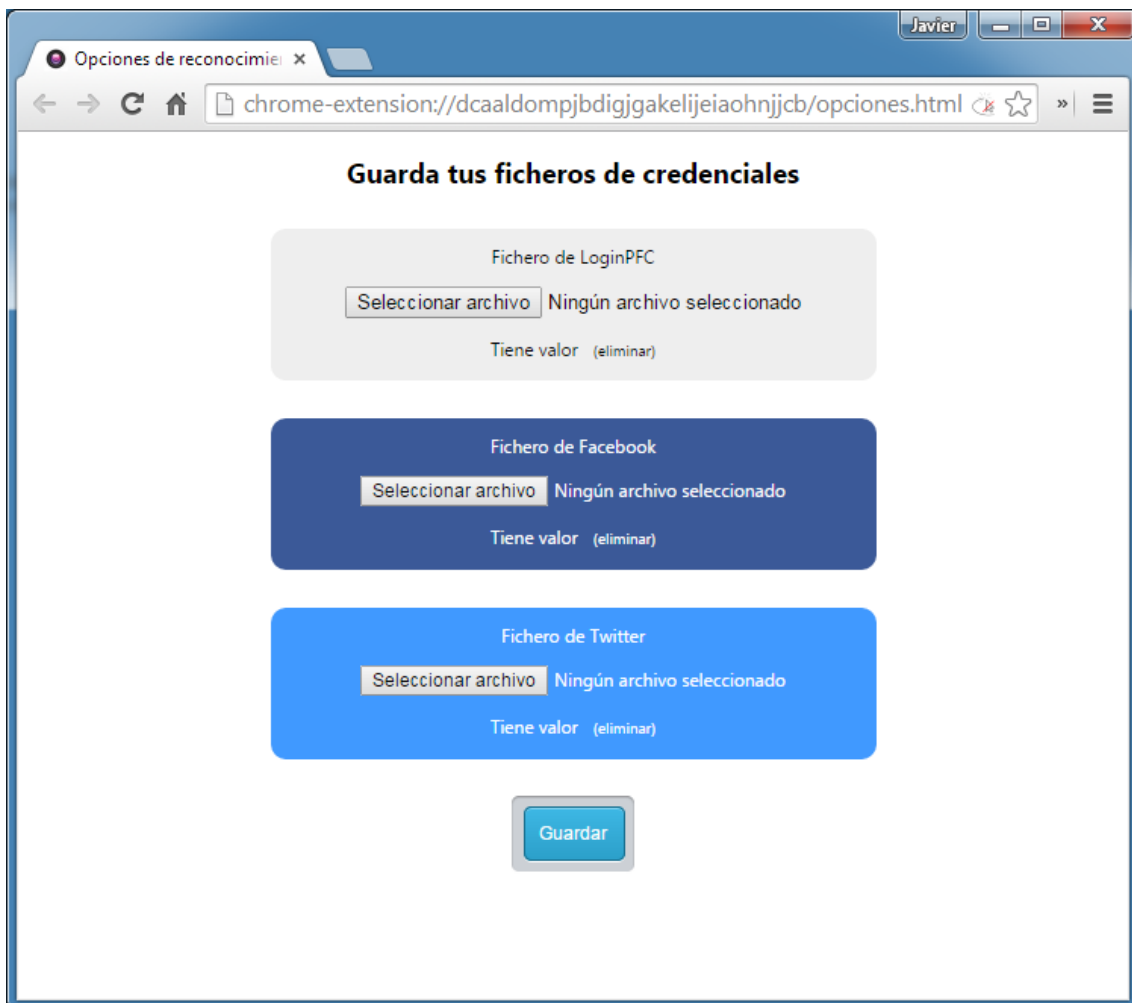 Javier
Opciones de reconocimie
chrome-extension://dcaaldompjbdigjgakelijeiaohnjjcb/opciones.html
Guarda tus ficheros de credenciales
Fichero de LoginPFC
Seleccionar archivo Ningún archivo seleccionado
Tiene valor (eliminar)
Fichero de Facebook
Seleccionar archivo Ningún archivo seleccionado
Tiene valor (eliminar)
Fichero de Twitter
Seleccionar archivo Ningún archivo seleccionado
Tiene valor (eliminar)
Guardar